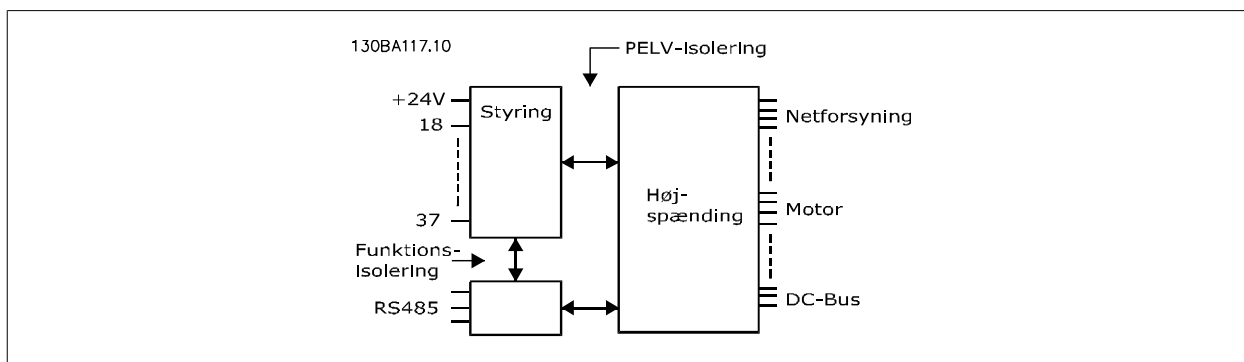 130BA117.10
PELV-Isolering
+24V
Styring
18
37
Funktions-
isolering
RS485
Høj-
spænding
Netforsyning
Motor
DC-Bus